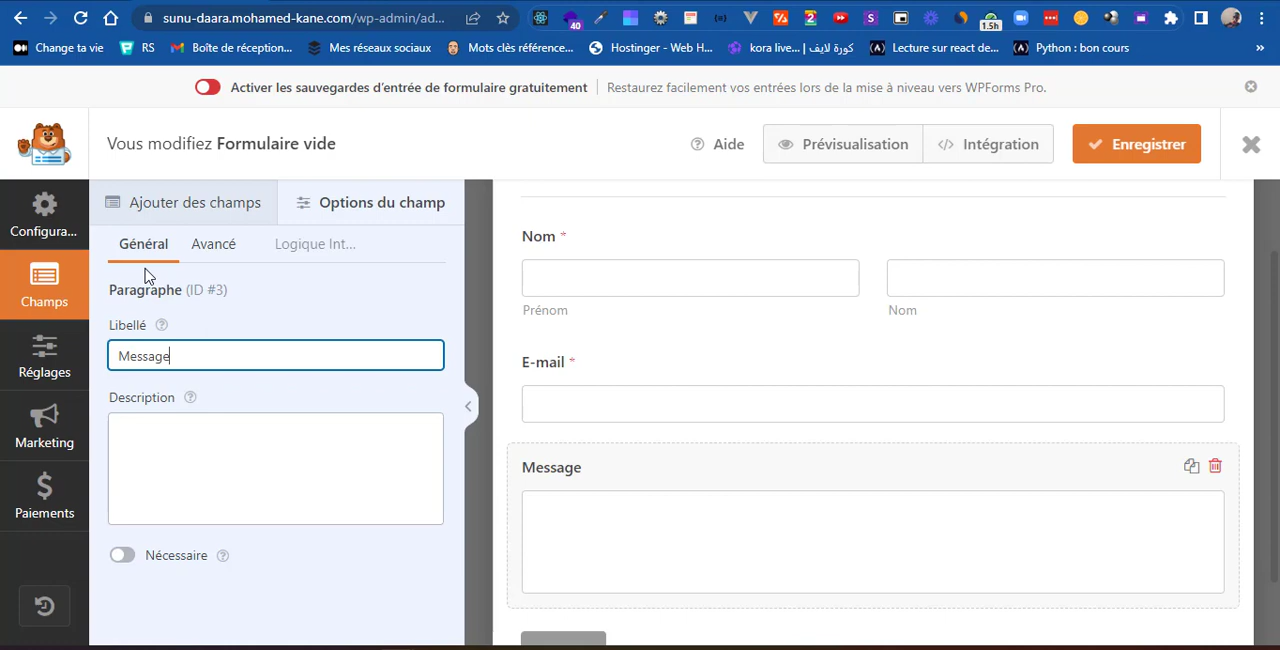 sunu-daara.mohamed-kane.com/wp-admin/ad...
40
1.5h
Change ta vie
RS
Boîte de réception...
Mes réseaux sociaux
Mots clés référence...
Hostinger - Web H...
kora live... | كورة لايف
Lecture sur react de...
Python : bon cours
»
Activer les sauvegardes d'entrée de formulaire gratuitement
Restaurez facilement vos entrées lors de la mise à niveau vers WPForms Pro.
Vous modifiez Formulaire vide
Aide
Prévisualisation
Intégration
Enregistrer
Configura...
Champs
Réglages
Marketing
Paiements
Ajouter des champs
Options du champ
Général
Avancé
Logique Int...
Paragraphe (ID #3)
Libellé
Message
Description
Nécessaire
Nom *
Prénom
Nom
E-mail *
Message